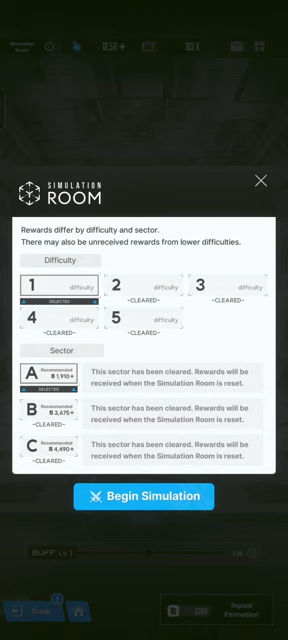 Simulation
Room
SIMULATION
ROOM
Rewards differ by difficulty and sector.
There may also be unreceived rewards from lower difficulties.
Difficulty
1 difficulty
2 difficulty
3 difficulty
SELECTED
-CLEARED-
-CLEARED-
4 difficulty
5 difficulty
-CLEARED-
-CLEARED-
Sector
A Recommended
1,910+
SELECTED
This sector has been cleared. Rewards will be
received when the Simulation Room is reset.
B Recommended
2,675+
-CLEARED-
This sector has been cleared. Rewards will be
received when the Simulation Room is reset.
C Recommended
4,490+
-CLEARED-
This sector has been cleared. Rewards will be
received when the Simulation Room is reset.
Begin Simulation
BUFF LV.1
Back
Squad
Formation